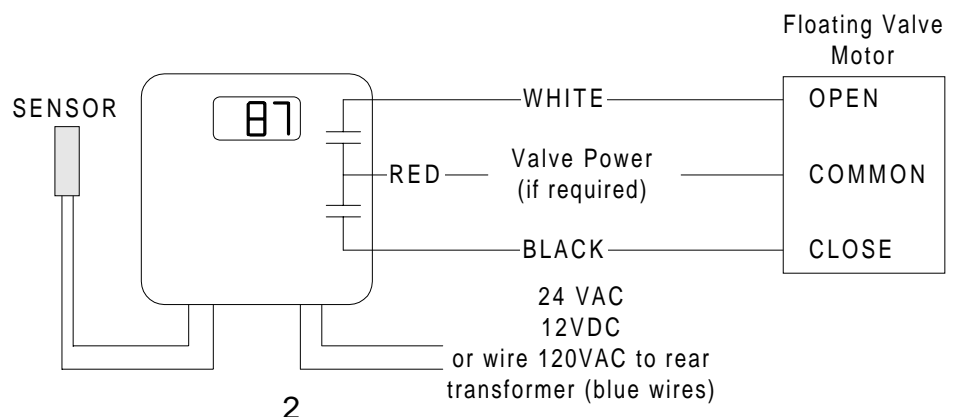 Floating Valve
Motor
SENSOR
87
WHITE
OPEN
RED
Valve Power
(if required)
COMMON
BLACK
CLOSE
24 VAC
12VDC
or wire 120VAC to rear
transformer (blue wires)
2